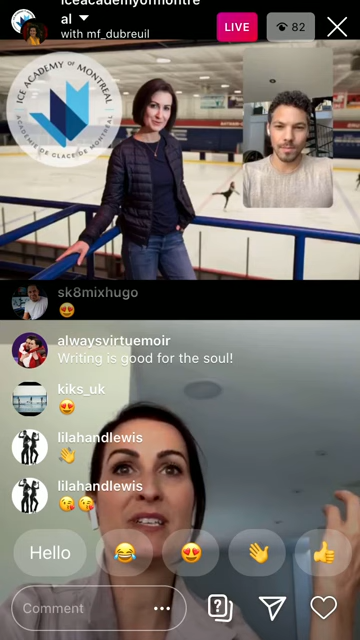 iceacademyofmontre
al
with mf_dubreuil
LIVE
82
ICE ACADEMY OF MONTREAL
ACADÉMIE DE GLACE DE MONTRÉAL
sk8mixhugo
😍
alwaysvirtuemoir
Writing is good for the soul!
kiks_uk
😍
lilahandlewis
👋
lilahandlewis
😘😘
Hello 😂 😍 👋 👍
Comment